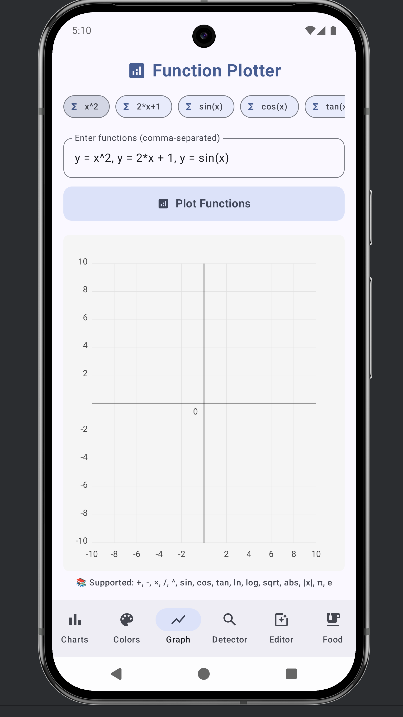 5:10
Function Plotter
Σ x^2 Σ 2*x+1 Σ sin(x) Σ cos(x) Σ tan(x
Enter functions (comma-separated)
y = x^2, y = 2*x + 1, y = sin(x)
Plot Functions
10
8
6
4
2
0
-2
-4
-6
-8
-10
-10 -8 -6 -4 -2 2 4 6 8 10
📚 Supported: +, -, ×, /, ^, sin, cos, tan, ln, log, sqrt, abs, |x|, π, e
Charts Colors Graph Detector Editor Food